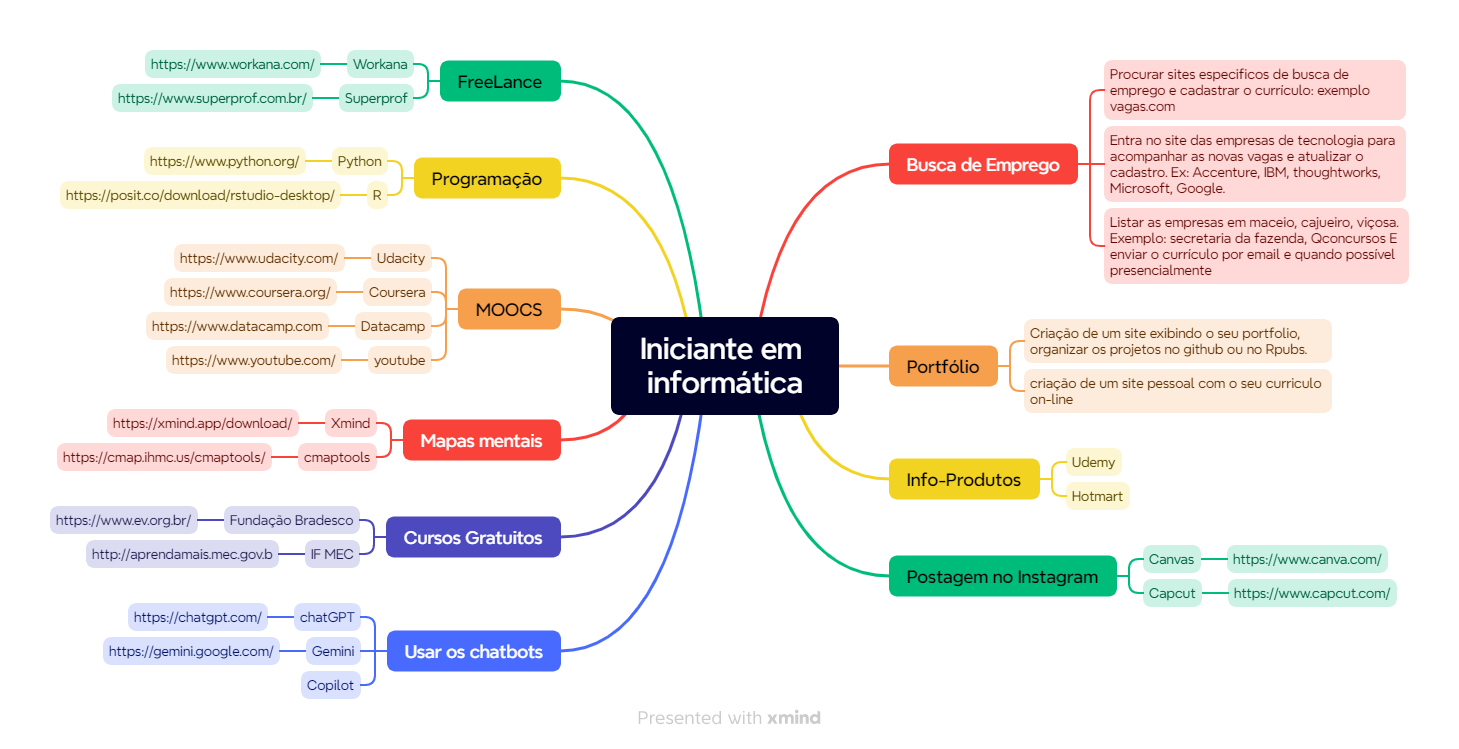 Iniciante em
informática
FreeLance
Workana
https://www.workana.com/
Superprof
https://www.superprof.com.br/
Programação
Python
https://www.python.org/
R
https://posit.co/download/rstudio-desktop/
MOOCS
Udacity
https://www.udacity.com/
Coursera
https://www.coursera.org/
Datacamp
https://www.datacamp.com
youtube
https://www.youtube.com/
Mapas mentais
Xmind
https://xmind.app/download/
cmaptools
https://cmap.ihmc.us/cmaptools/
Cursos Gratuitos
Fundação Bradesco
https://www.ev.org.br/
IF MEC
http://aprendamais.mec.gov.b
Usar os chatbots
chatGPT
https://chatgpt.com/
Gemini
https://gemini.google.com/
Copilot
Busca de Emprego
Procurar sites especificos de busca de
emprego e cadastrar o currículo: exemplo
vagas.com
Entra no site das empresas de tecnologia para
acompanhar as novas vagas e atualizar o
cadastro. Ex: Accenture, IBM, thoughtworks,
Microsoft, Google.
Listar as empresas em maceio, cajueiro, viçosa.
Exemplo: secretaria da fazenda, Qconcursos E
enviar o currículo por email e quando possível
presencialmente
Portfólio
Criação de um site exibindo o seu portfolio,
organizar os projetos no github ou no Rpubs.
criação de um site pessoal com o seu curriculo
on-line
Info-Produtos
Udemy
Hotmart
Postagem no Instagram
Canvas
https://www.canva.com/
Capcut
https://www.capcut.com/
Presented with xmind